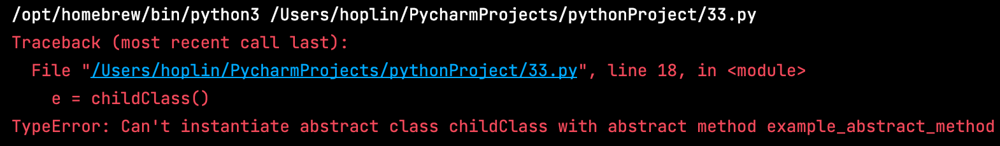 /opt/homebrew/bin/python3 /Users/hoplin/PycharmProjects/pythonProject/33.py
Traceback (most recent call last):
  File "/Users/hoplin/PycharmProjects/pythonProject/33.py", line 18, in <module>
    e = childClass()
TypeError: Can't instantiate abstract class childClass with abstract method example_abstract_method